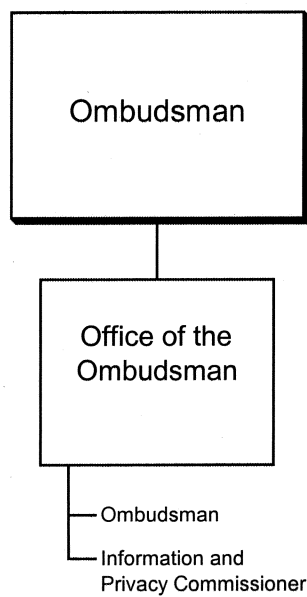 Ombudsman
Office of the
Ombudsman
Ombudsman
Information and
Privacy Commissioner